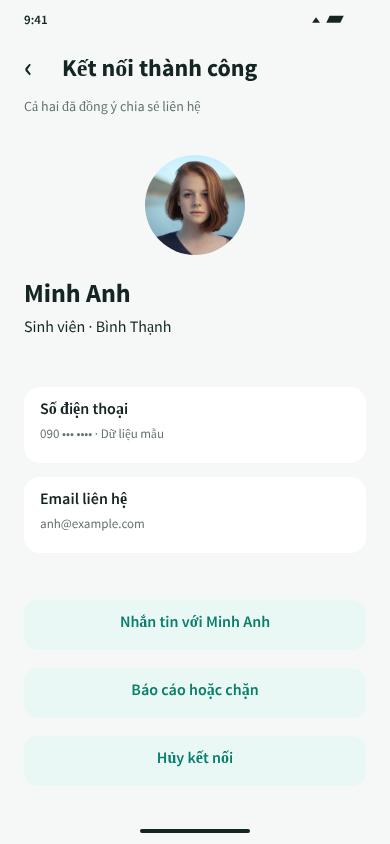 9:41
Kết nối thành công
Cả hai đã đồng ý chia sẻ liên hệ
Minh Anh
Sinh viên · Bình Thạnh
Số điện thoại
090 ••• •••• · Dữ liệu mẫu
Email liên hệ
anh@example.com
Nhắn tin với Minh Anh
Báo cáo hoặc chặn
Hủy kết nối